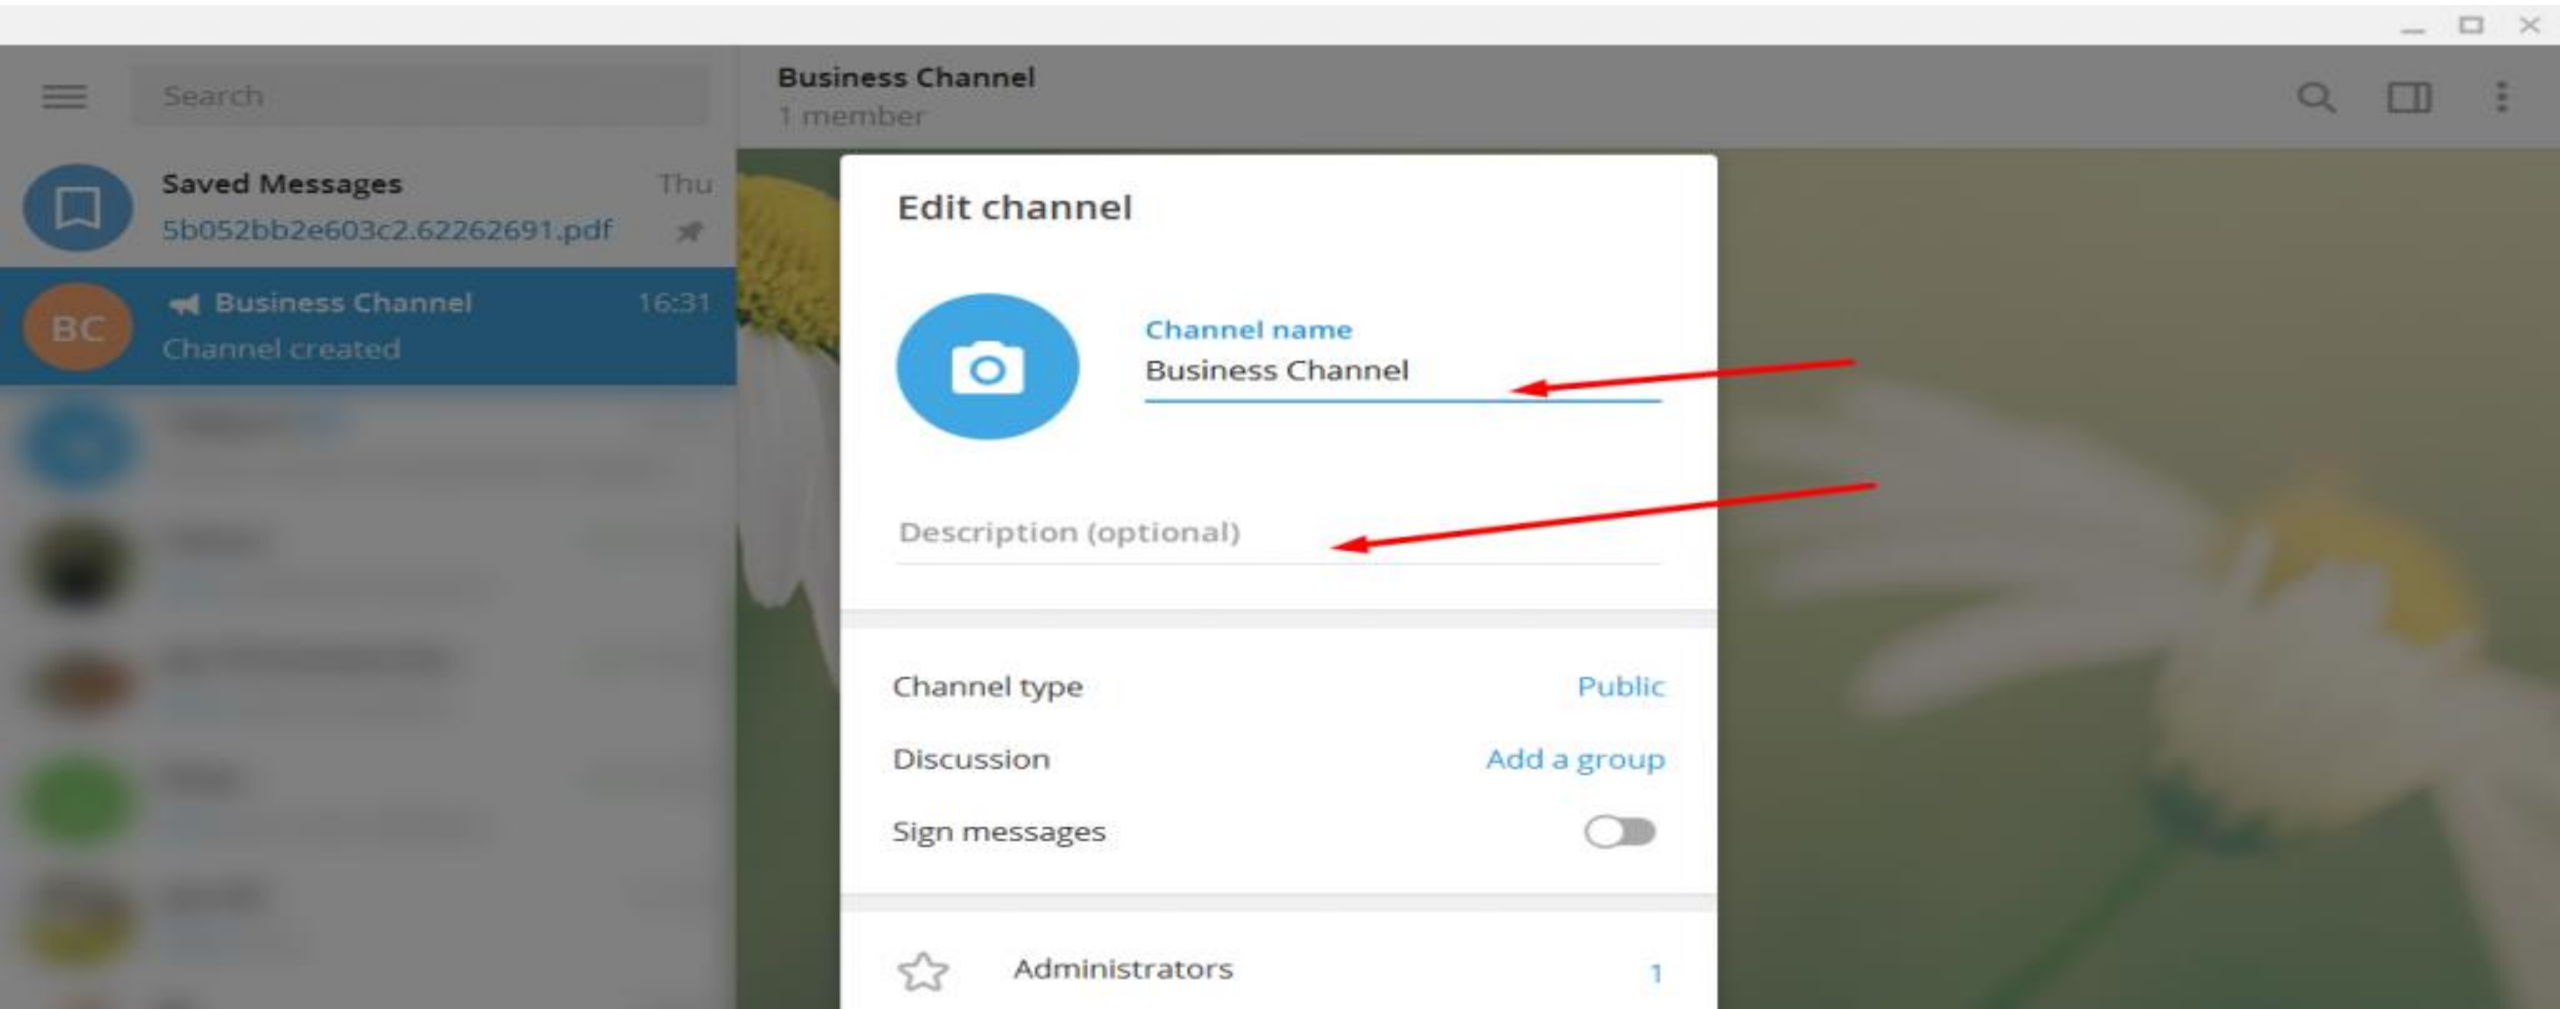 Search
Business Channel
1 member
Saved Messages
Thu
5b052bb2e603c2.62262691.pdf
BC
Business Channel
16:31
Channel created
Edit channel
Channel name
Business Channel
Description (optional)
Channel type
Public
Discussion
Add a group
Sign messages
Administrators
1